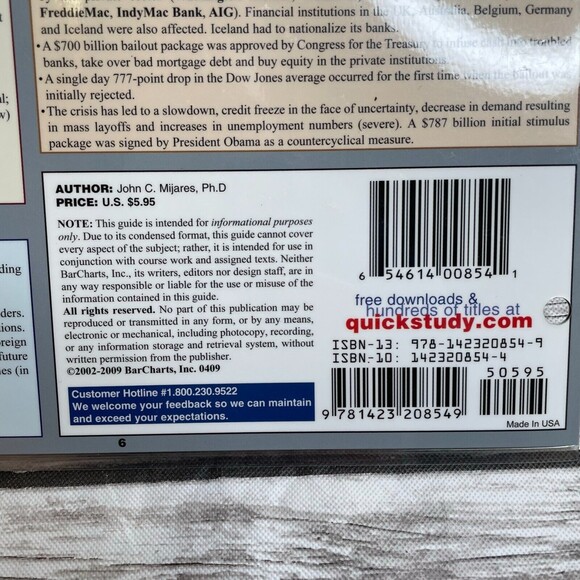 FreddieMac, IndyMac Bank, AIG). Financial institutions in the UK, Australia, Belgium, Germany
and Iceland were also affected. Iceland had to nationalize its banks.
•A $700 billion bailout package was approved by Congress for the Treasury to infuse cash into troubled
banks, take over bad mortgage debt and buy equity in the private institutions.
•A single day 777-point drop in the Dow Jones average occurred for the first time when the bailout was
initially rejected.
•The crisis has led to a slowdown, credit freeze in the face of uncertainty, decrease in demand resulting
in mass layoffs and increases in unemployment numbers (severe). A $787 billion initial stimulus
package was signed by President Obama as a countercyclical measure.
AUTHOR: John C. Mijares, Ph.D
PRICE: U.S. $5.95
NOTE: This guide is intended for informational purposes
only. Due to its condensed format, this guide cannot cover
every aspect of the subject; rather, it is intended for use in
conjunction with course work and assigned texts. Neither
BarCharts, Inc., its writers, editors nor design staff, are in
any way responsible or liable for the use or misuse of the
information contained in this guide.
All rights reserved. No part of this publication may be
reproduced or transmitted in any form, or by any means,
electronic or mechanical, including photocopy, recording,
or any information storage and retrieval system, without
written permission from the publisher.
©2002-2009 BarCharts, Inc. 0409
Customer Hotline #1.800.230.9522
We welcome your feedback so we can maintain
and exceed your expectations.
6 54614 00854 1
free downloads &
hundreds of titles at
quickstudy.com
ISBN-13: 978-142320854-9
ISBN-10: 142320854-4
50595
9 781423 208549
Made in USA
6